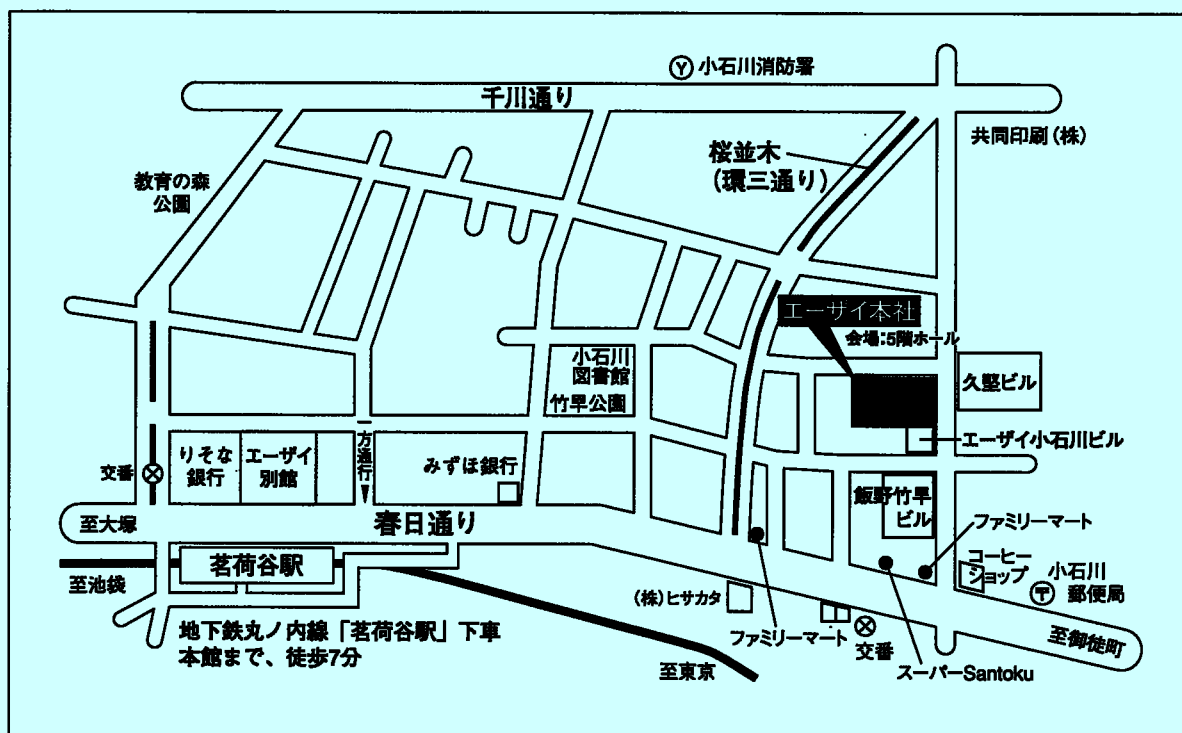 小石川消防署
千川通り
共同印刷(株)
桜並木
(環三通り)
教育の森
公園
エーザイ本社
会場:5階ホール
小石川
図書館
竹早公園
久堅ビル
一方通行
エーザイ小石川ビル
りそな
銀行
エーザイ
別館
みずほ銀行
交番
飯野竹早
ビル
至大塚
春日通り
ファミリーマート
茗荷谷駅
コーヒー
ショップ
小石川
郵便局
至池袋
(株)ヒサカタ
地下鉄丸ノ内線「茗荷谷駅」下車
本館まで、徒歩7分
ファミリーマート
交番
至御徒町
至東京
スーパーSantoku